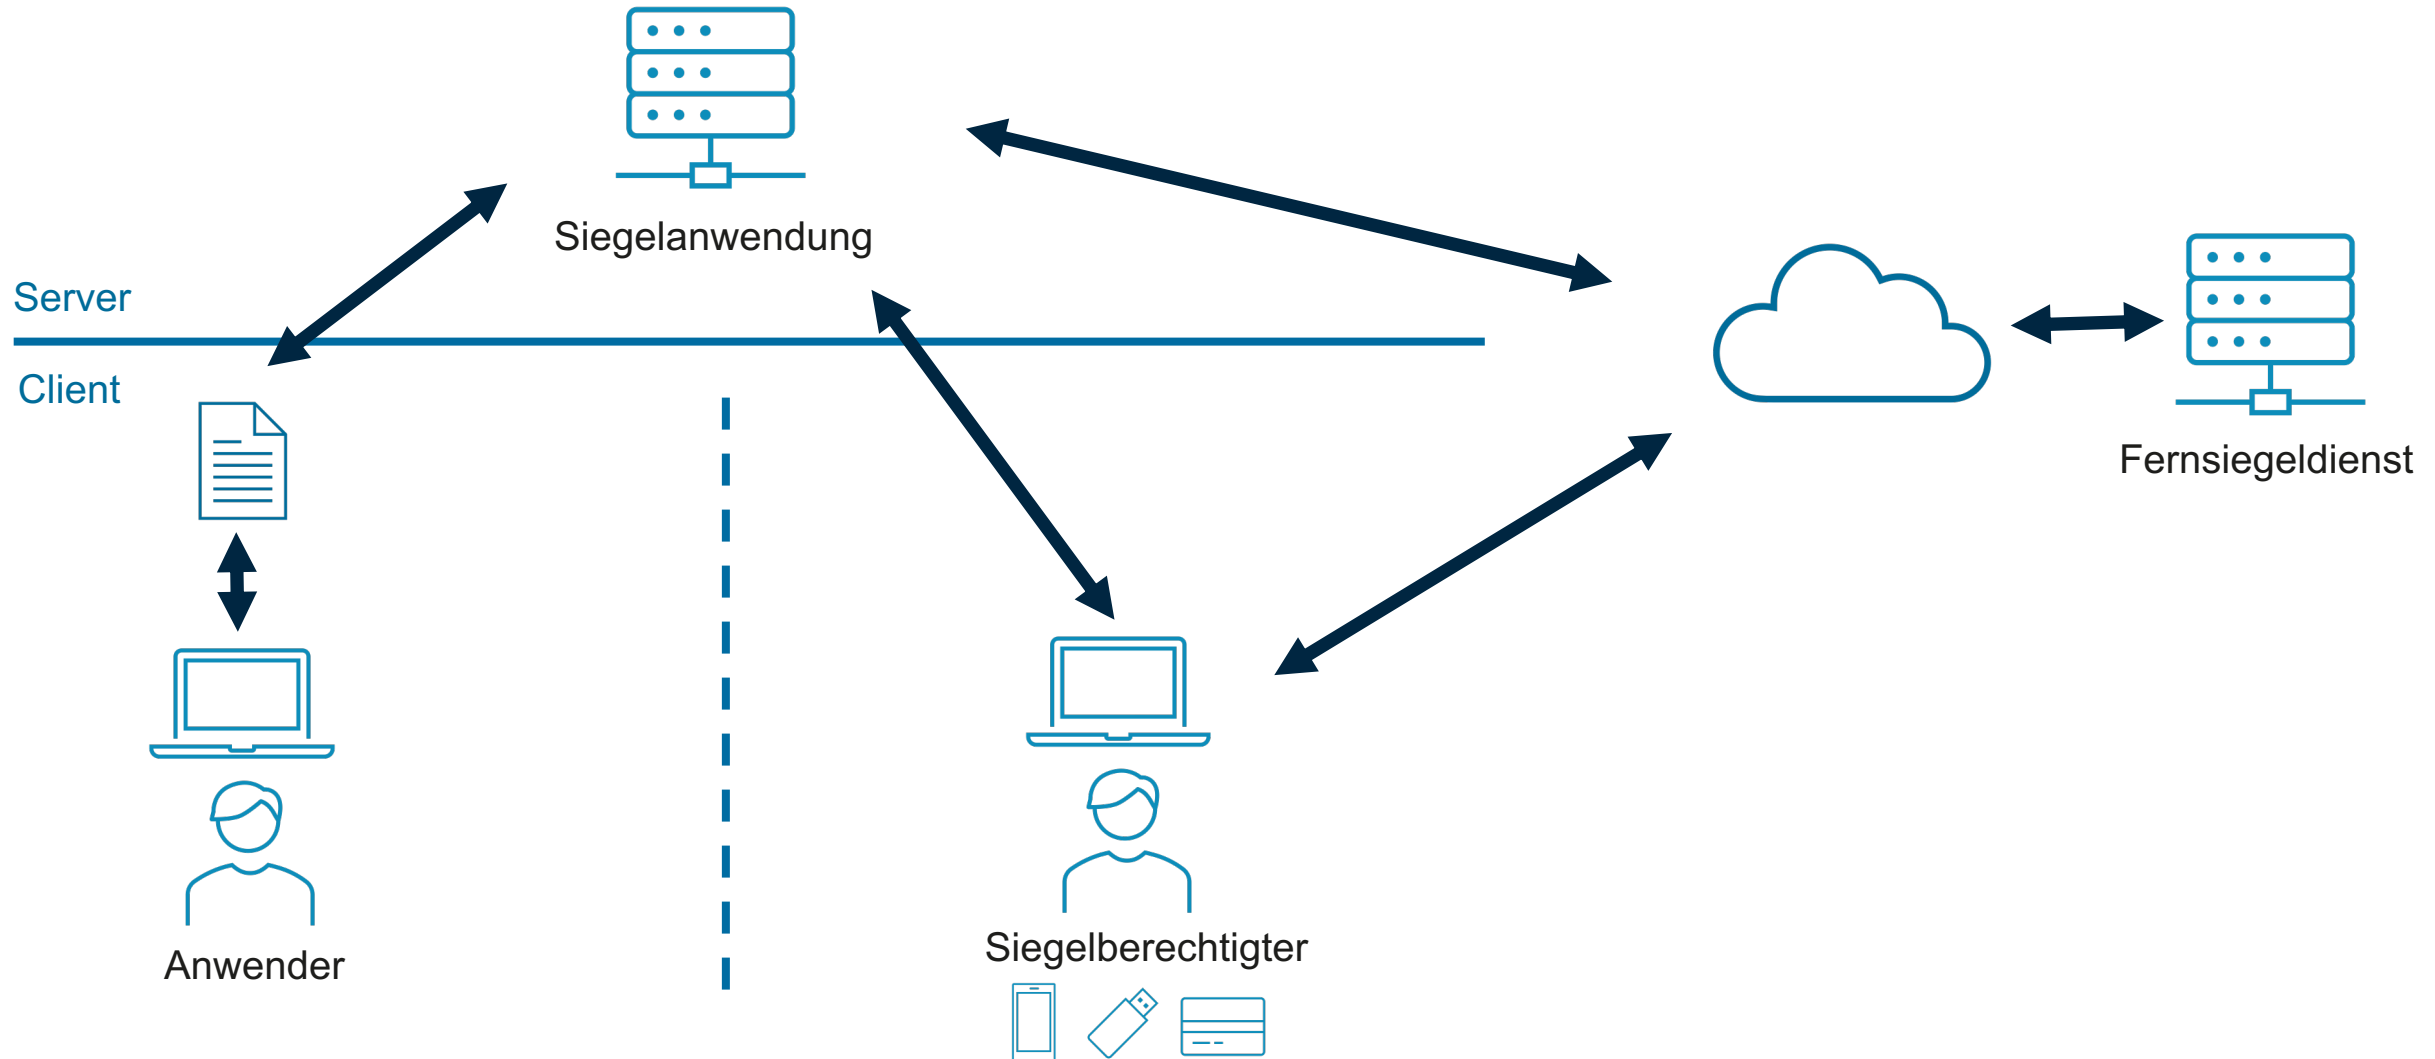 Siegelanwendung
Server
Client
Fernsiegeldienst
Anwender
Siegelberechtigter